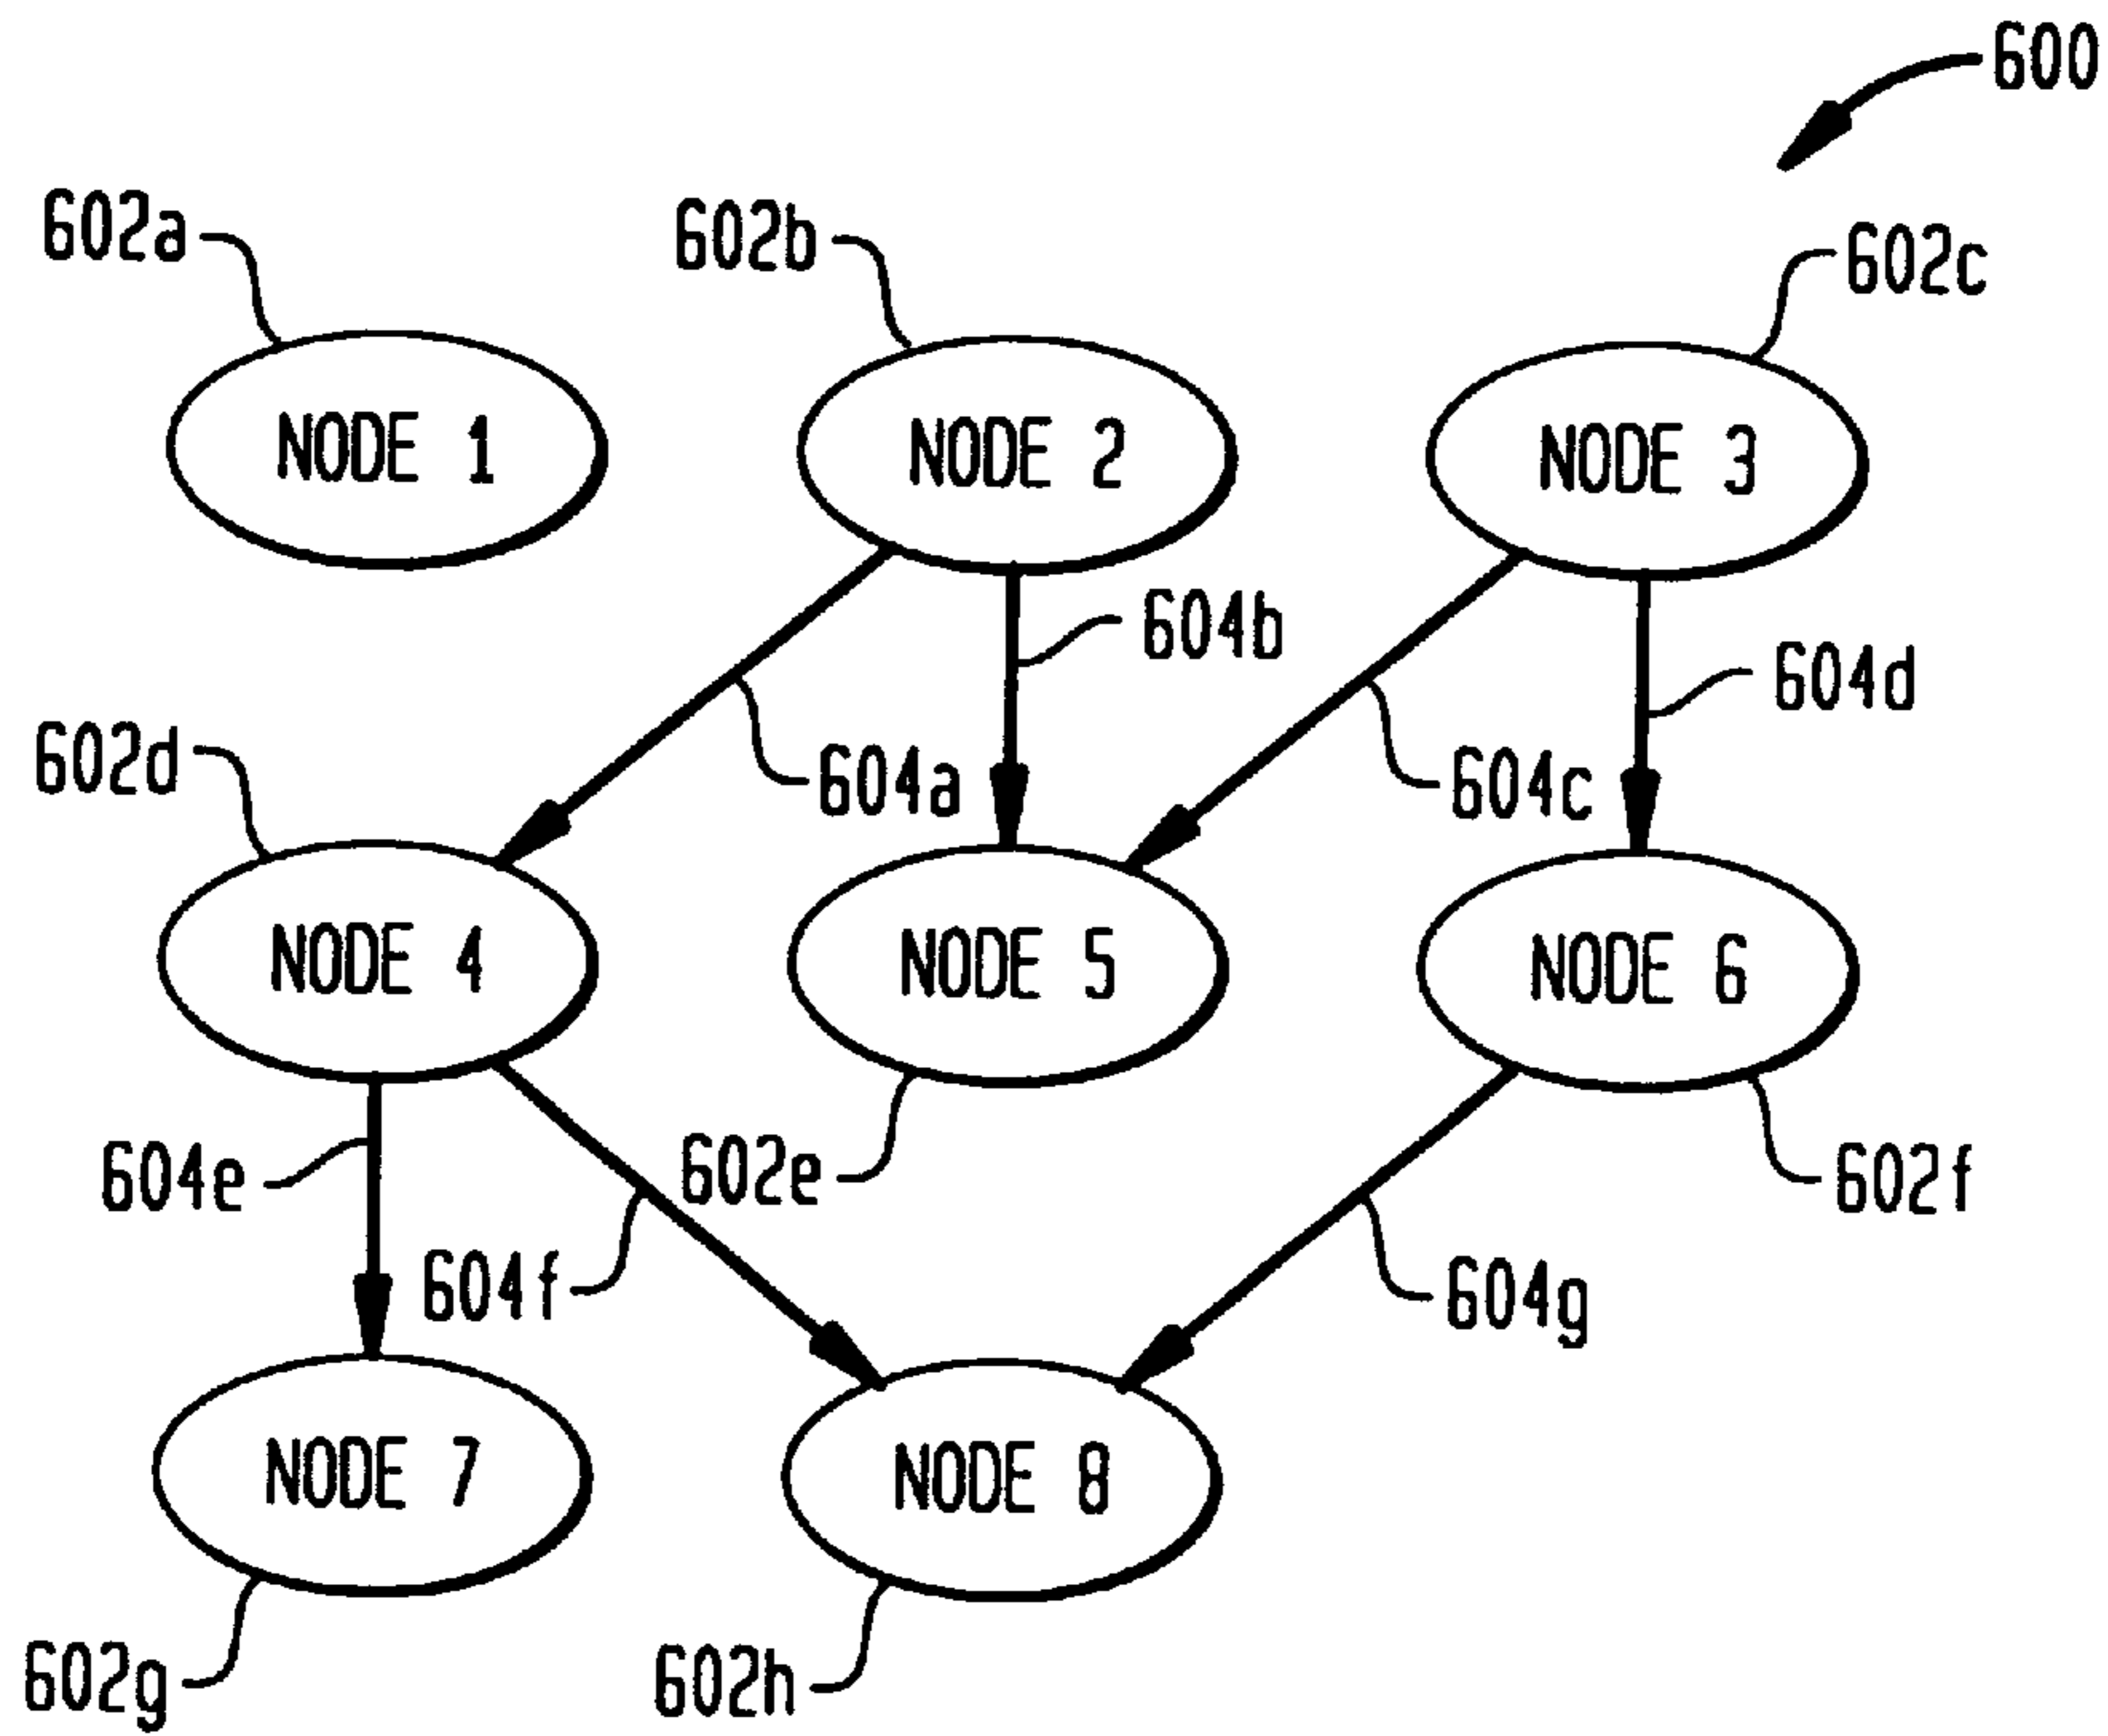 600
602a
602b
602c
NODE 1
NODE 2
NODE 3
604b
604d
602d
604a
604c
NODE 4
NODE 5
NODE 6
604e
602e
602f
604f
604g
NODE 7
NODE 8
602g
602h